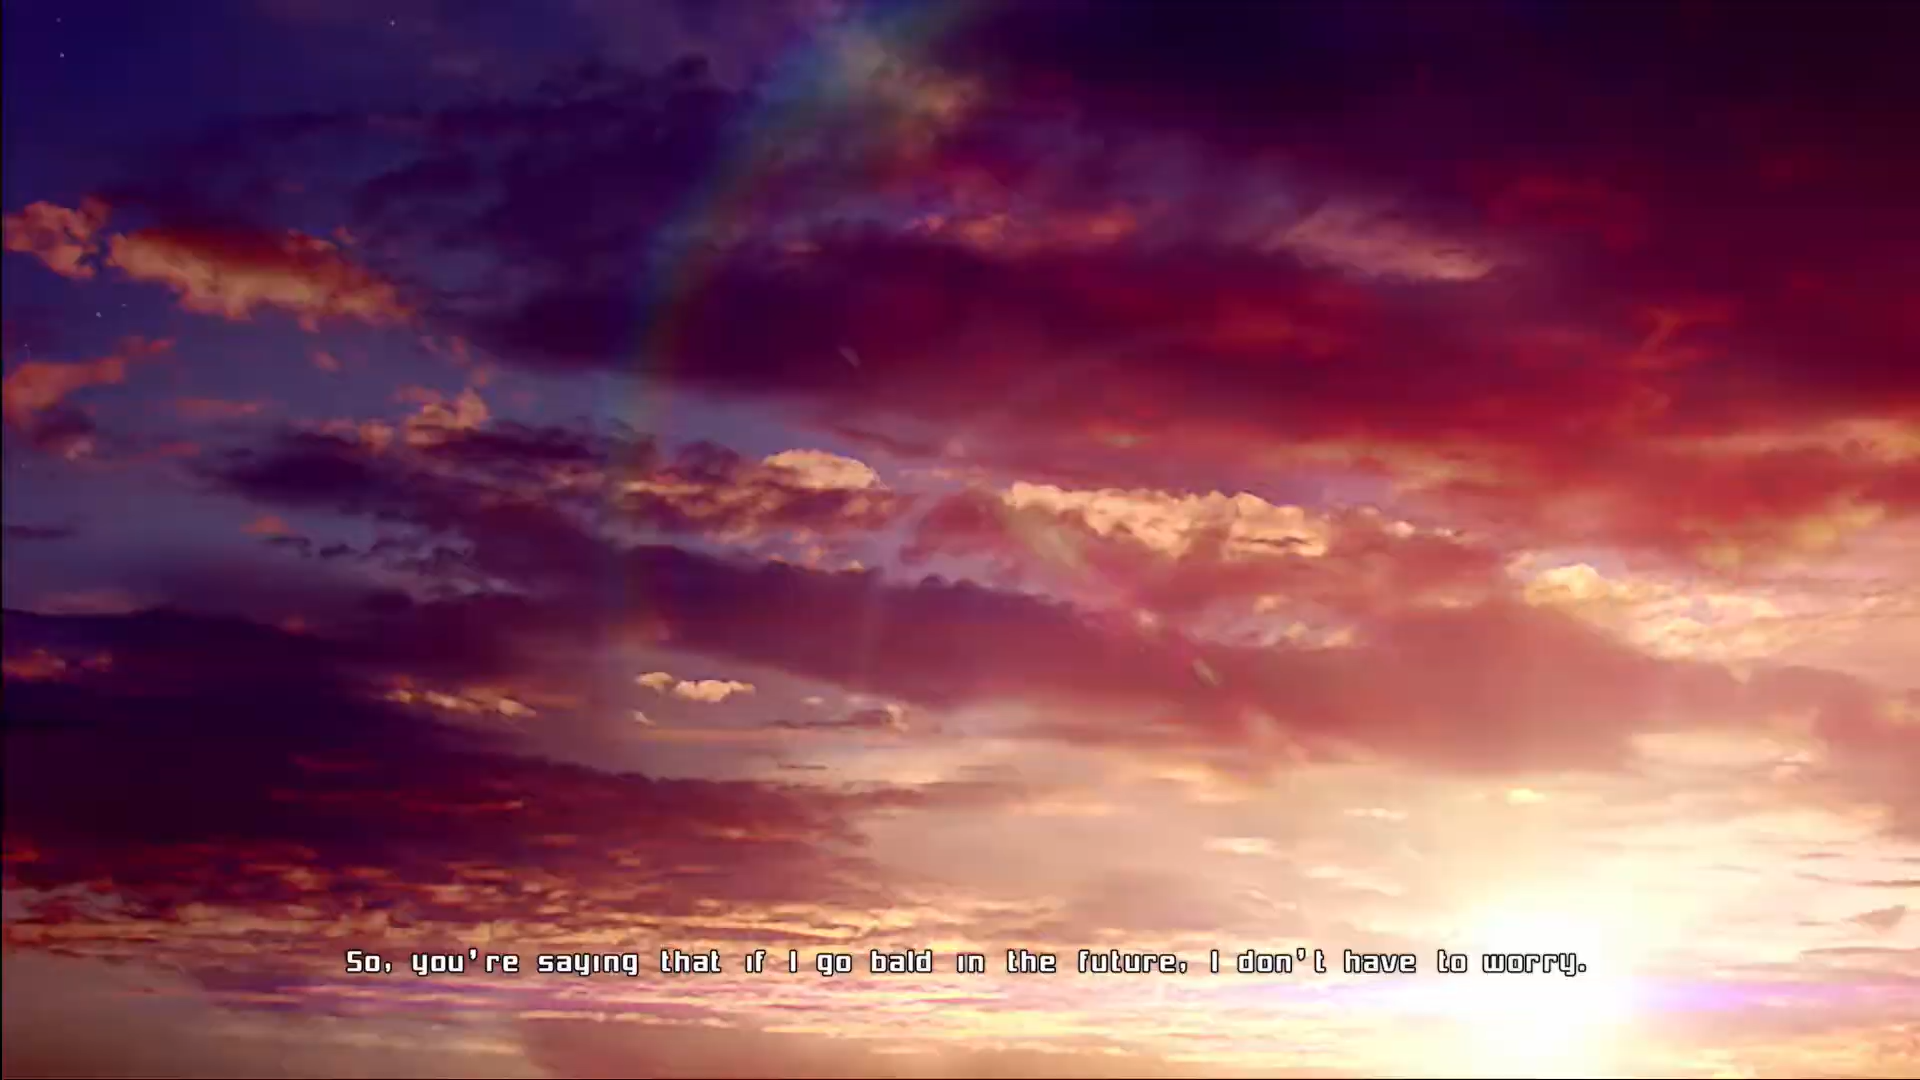 So, you're saying that if I go bald in the future, I don't have to worry.